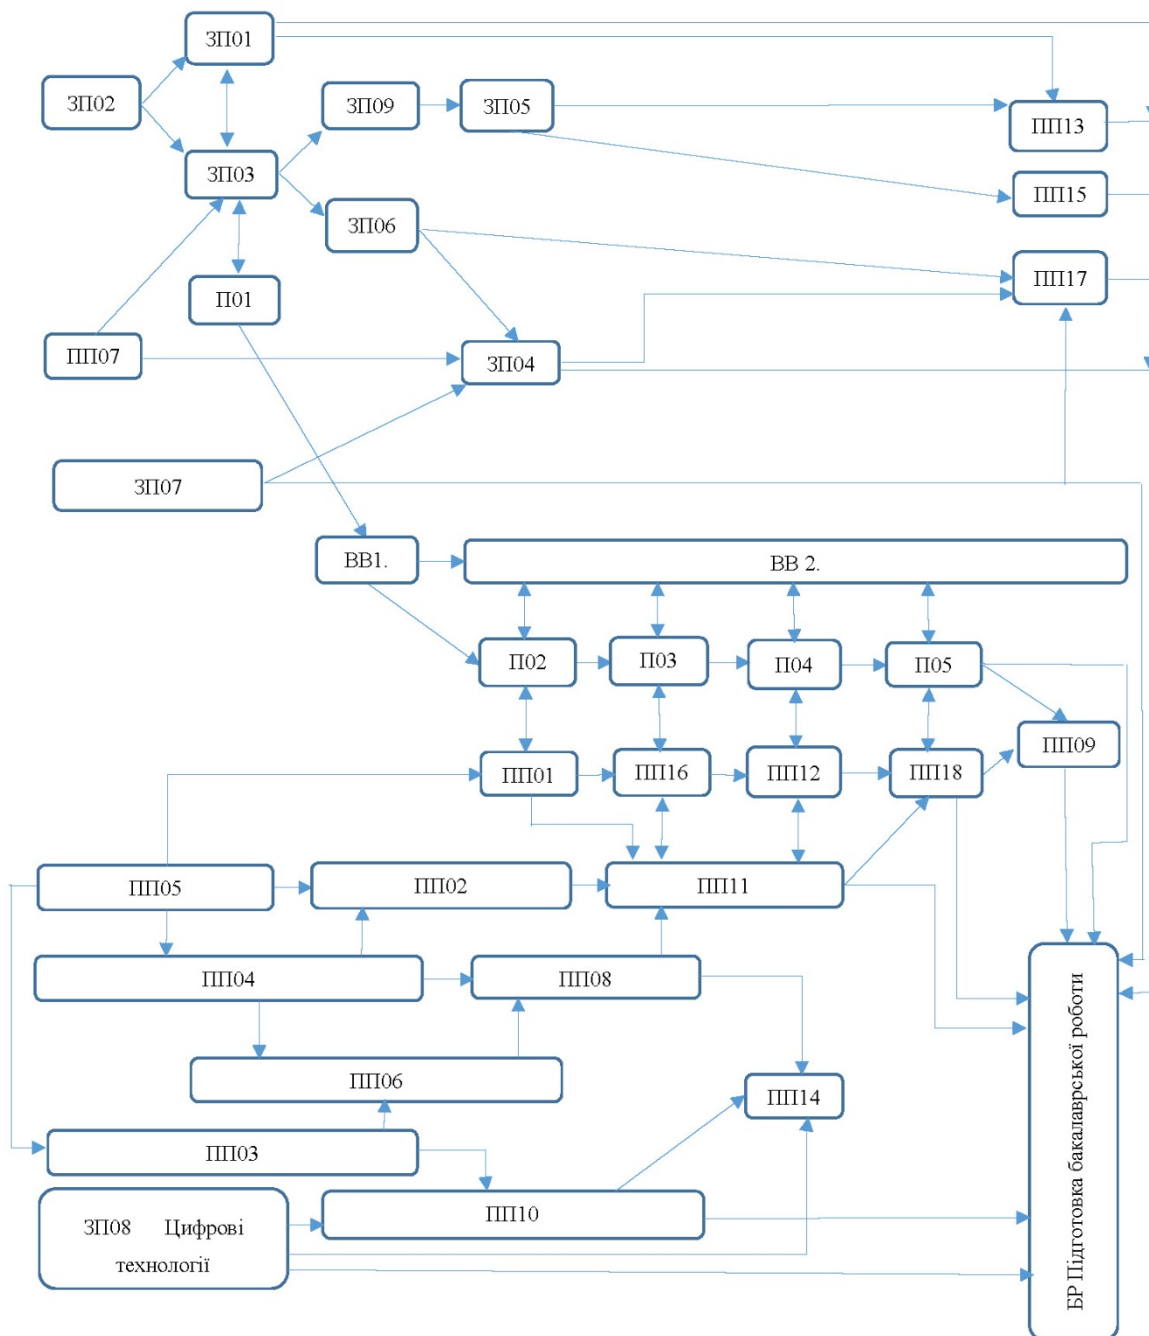 ЗП01
ЗП02
ЗП09
ЗП05
ПП13
ЗП03
ПП15
ЗП06
ПП17
П01
ПП07
ЗП04
ЗП07
ВВ1.
ВВ 2.
П02
П03
П04
П05
ПП09
ПП01
ПП16
ПП12
ПП18
ПП05
ПП02
ПП11
ПП04
ПП08
ПП06
ПП14
ПП03
ПП10
ЗП08 Цифрові
технології
БР Підготовка бакалаврської роботи